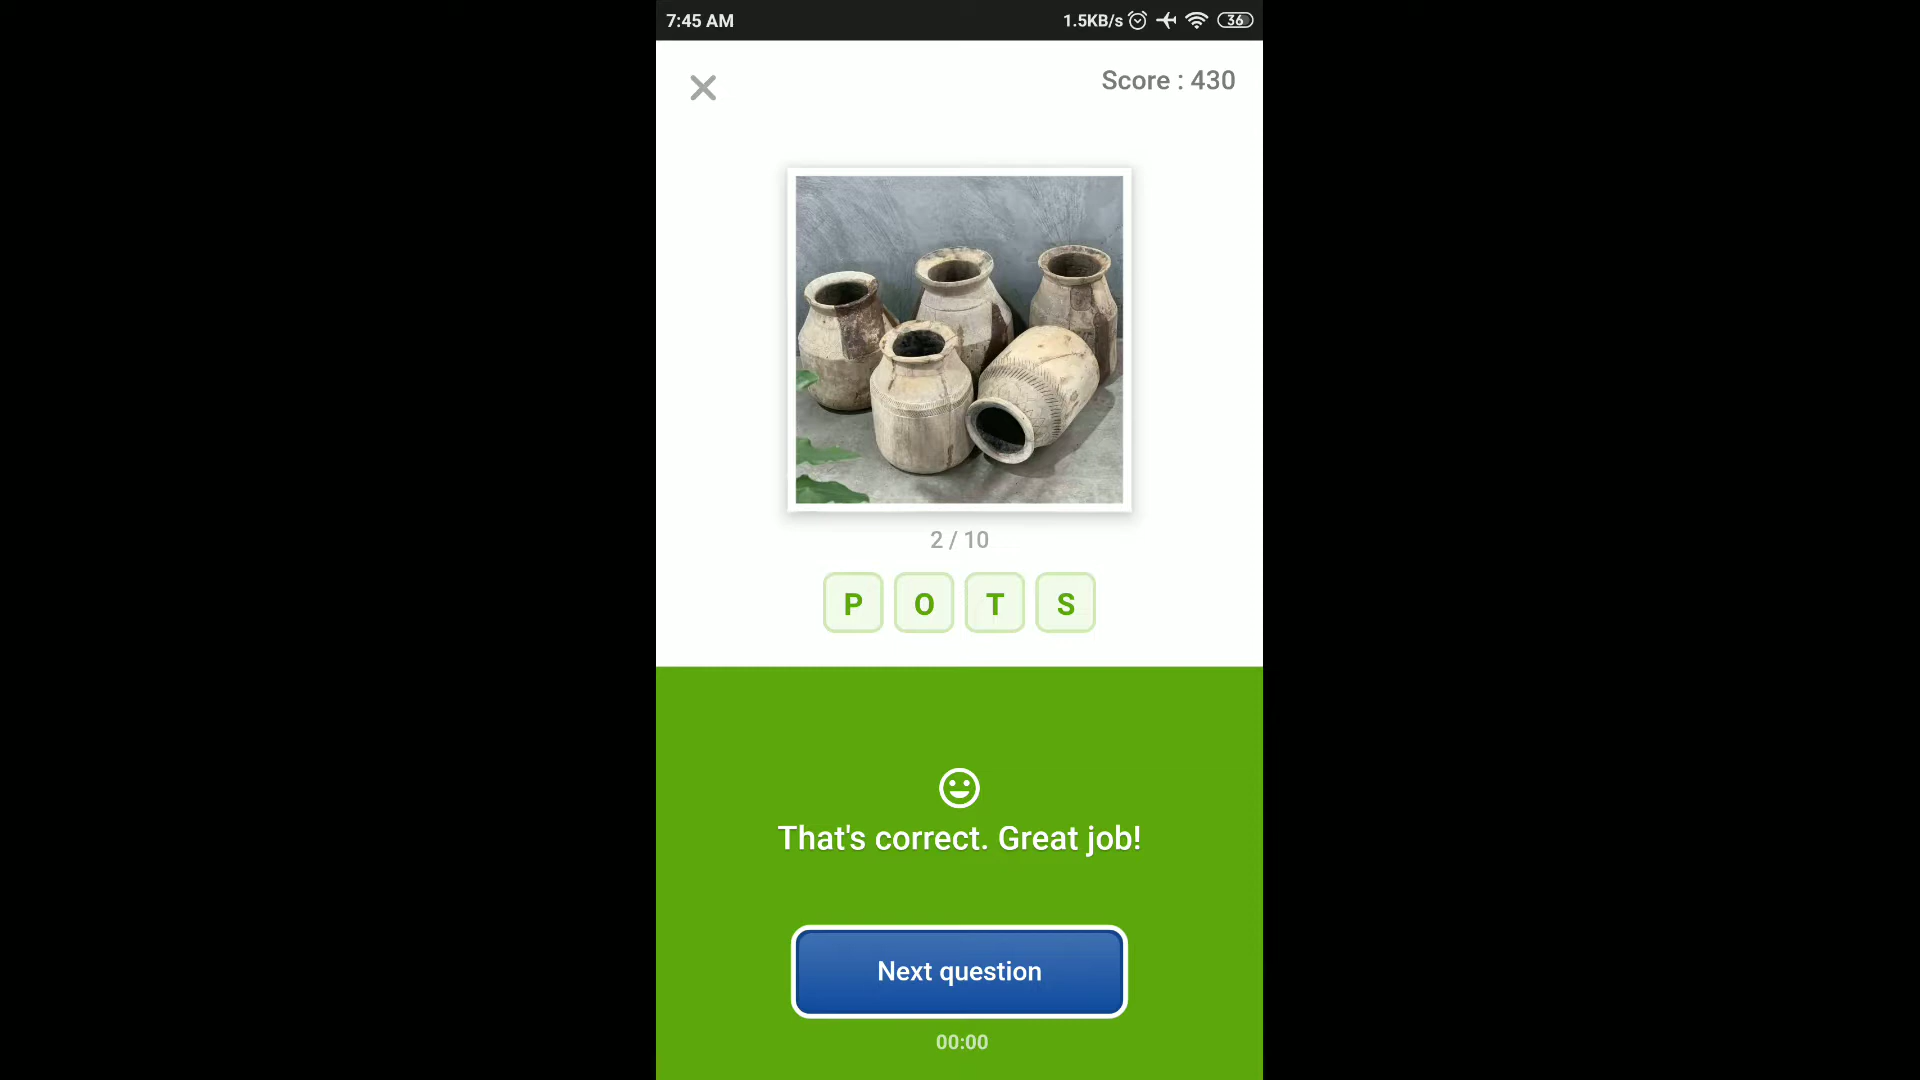 7:45 AM 1.5KB/s 36
Score : 430
2 / 10
P O T S
That's correct. Great job!
Next question
00:00